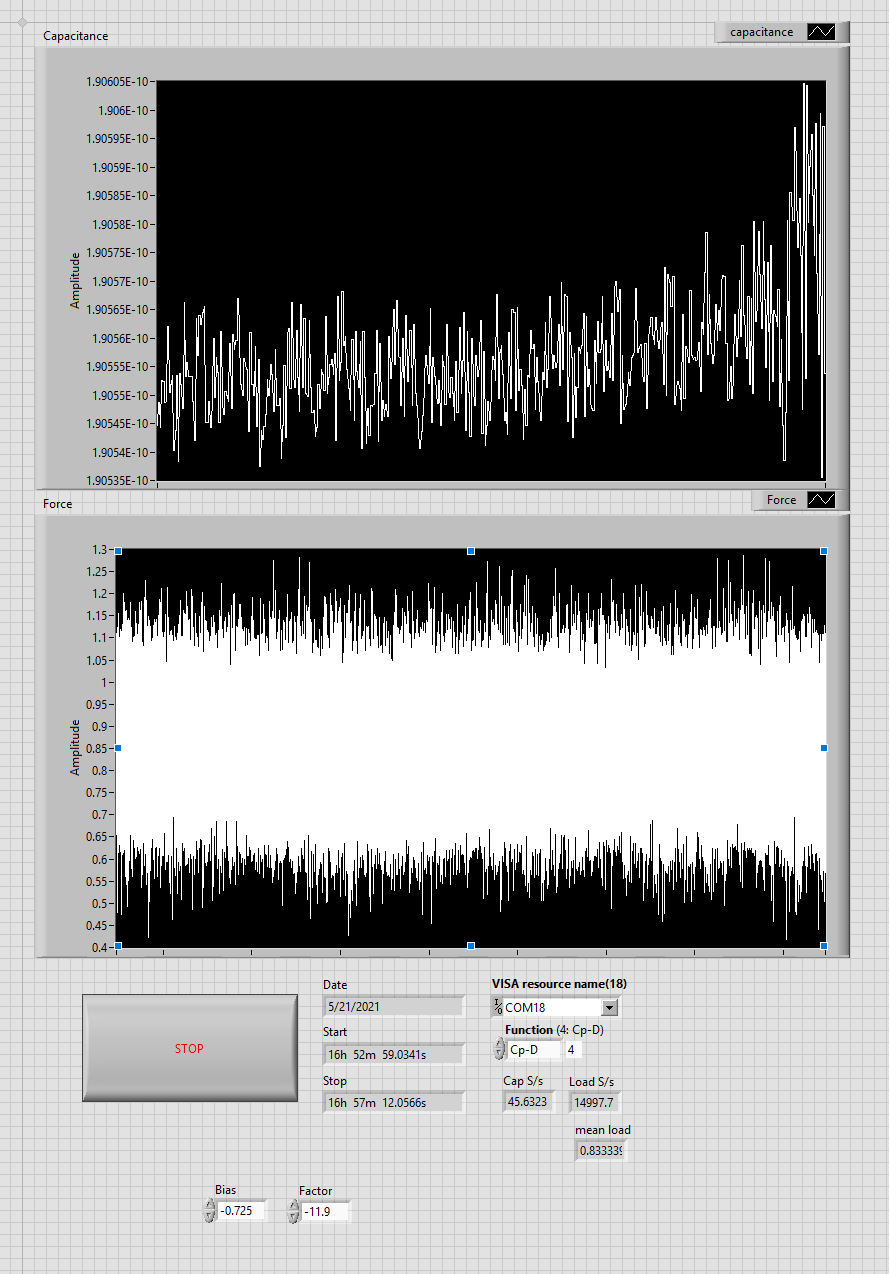 Capacitance
capacitance
1.90605E-10
1.906E-10
1.90595E-10
1.9059E-10
1.90585E-10
1.9058E-10
1.90575E-10
1.9057E-10
1.90565E-10
1.9056E-10
1.90555E-10
1.9055E-10
1.90545E-10
1.9054E-10
1.90535E-10
Amplitude
Force
Force
1.3
1.25
1.2
1.15
1.1
1.05
1
0.95
0.9
0.85
0.8
0.75
0.7
0.65
0.6
0.55
0.5
0.45
0.4
Amplitude
STOP
Date
5/21/2021
Start
16h 52m 59.0341s
Stop
16h 57m 12.0566s
VISA resource name(18)
I/O COM18
Function (4: Cp-D)
Cp-D 4
Cap S/s Load S/s
45.6323 14997.7
mean load
0.833339
Bias Factor
-0.725 -11.9